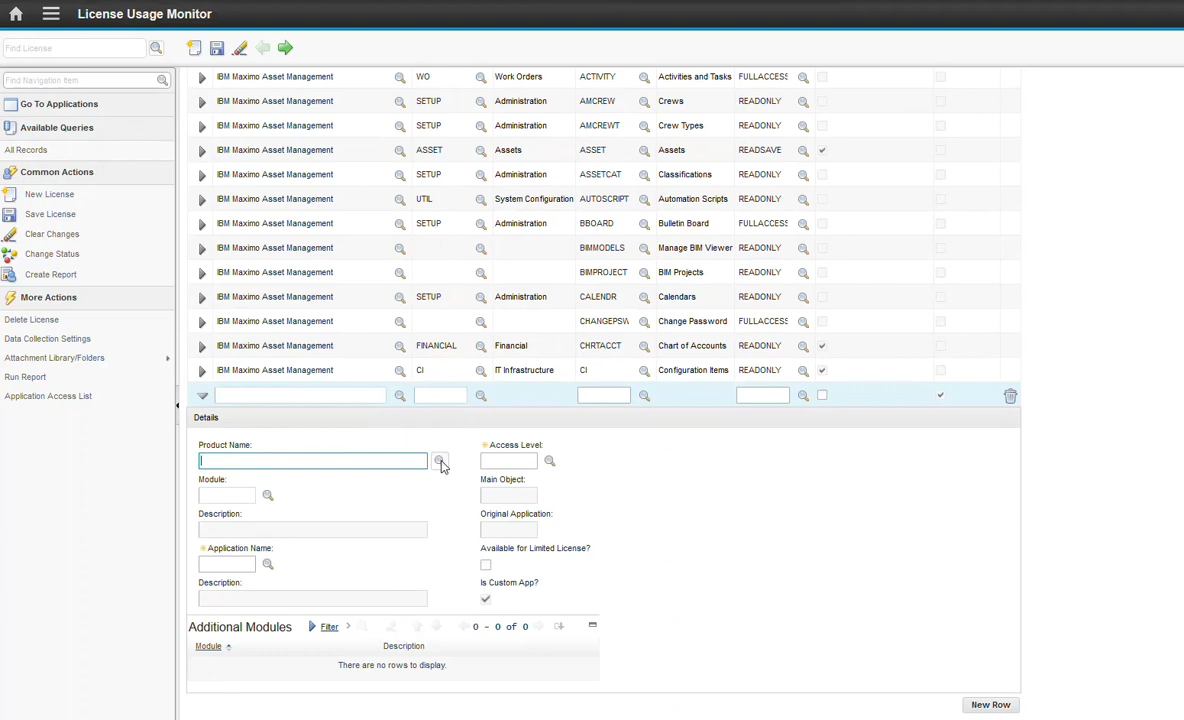 License Usage Monitor
Find License
Find Navigation Item
Go To Applications
Available Queries
All Records
Common Actions
New License
Save License
Clear Changes
Change Status
Create Report
More Actions
Delete License
Data Collection Settings
Attachment Library/Folders
Run Report
Application Access List
IBM Maximo Asset Management WO Work Orders ACTIVITY Activities and Tasks FULLACCESS
IBM Maximo Asset Management SETUP Administration AMCREW Crews READONLY
IBM Maximo Asset Management SETUP Administration AMCREWT Crew Types READONLY
IBM Maximo Asset Management ASSET Assets ASSET Assets READSAVE
IBM Maximo Asset Management SETUP Administration ASSETCAT Classifications READONLY
IBM Maximo Asset Management UTIL System Configuration AUTOSCRIPT Automation Scripts READONLY
IBM Maximo Asset Management SETUP Administration BBOARD Bulletin Board FULLACCESS
IBM Maximo Asset Management BIMMODELS Manage BIM Viewer READONLY
IBM Maximo Asset Management BIMPROJECT BIM Projects READONLY
IBM Maximo Asset Management SETUP Administration CALENDR Calendars READONLY
IBM Maximo Asset Management CHANGEPSW Change Password FULLACCESS
IBM Maximo Asset Management FINANCIAL Financial CHRTACCT Chart of Accounts READONLY
IBM Maximo Asset Management CI IT Infrastructure CI Configuration Items READONLY
Details
Product Name:
Module:
Description:
Application Name:
Description:
Access Level:
Main Object:
Original Application:
Available for Limited License?
Is Custom App?
Additional Modules Filter 0 - 0 of 0
Module Description
There are no rows to display.
New Row